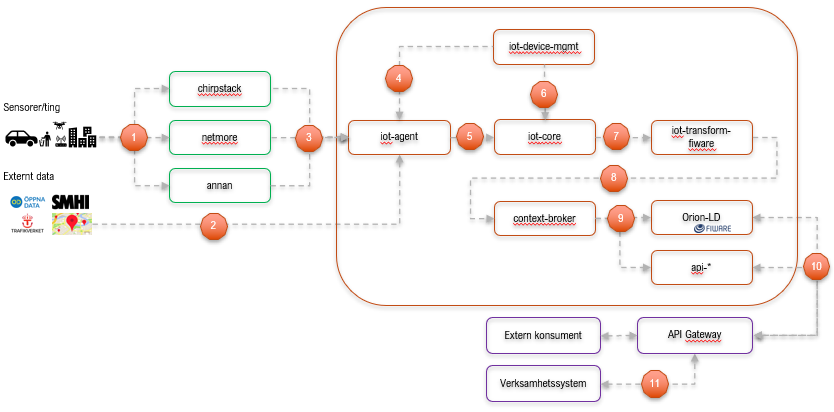 iot-device-mgmt
4
6
Sensorer/ting
chirpstack
1
netmore
3
iot-agent
5
iot-core
7
iot-transform-
fiware
annan
Externt data
8
ÖPPNA
DATA
SMHI
TRAFIKVERKET
2
context-broker
9
Orion-LD
FIWARE
api-*
10
Extern konsument
API Gateway
Verksamhetssystem
11